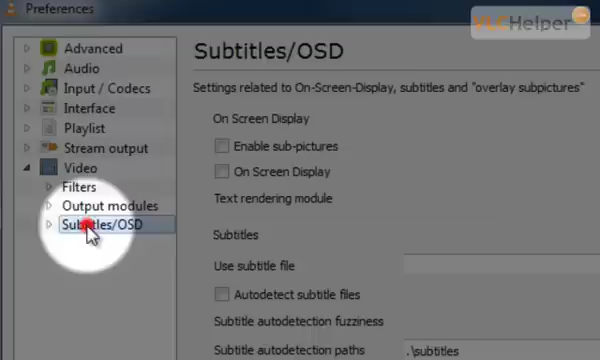 Preferences
VLCHelper
Advanced
Audio
Input / Codecs
Interface
Playlist
Stream output
Video
Filters
Output modules
Subtitles/OSD
Subtitles/OSD
Settings related to On-Screen-Display, subtitles and "overlay subpictures"
On Screen Display
Enable sub-pictures
On Screen Display
Text rendering module
Subtitles
Use subtitle file
Autodetect subtitle files
Subtitle autodetection fuzziness
Subtitle autodetection paths
.\subtitles